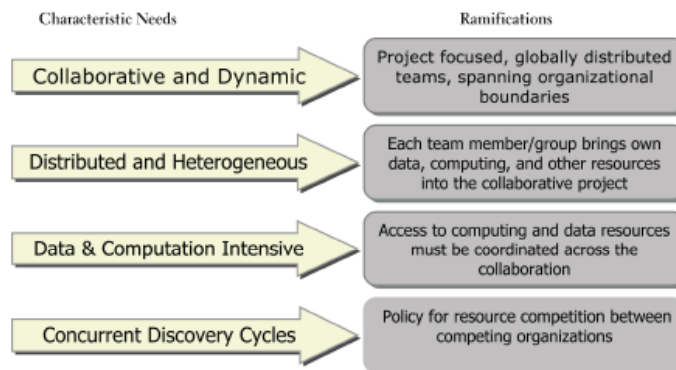 Characteristic Needs
Ramifications
Collaborative and Dynamic
Project focused, globally distributed
teams, spanning organizational
boundaries
Distributed and Heterogeneous
Each team member/group brings own
data, computing, and other resources
into the collaborative project
Data & Computation Intensive
Access to computing and data resources
must be coordinated across the
collaboration
Concurrent Discovery Cycles
Policy for resource competition between
competing organizations